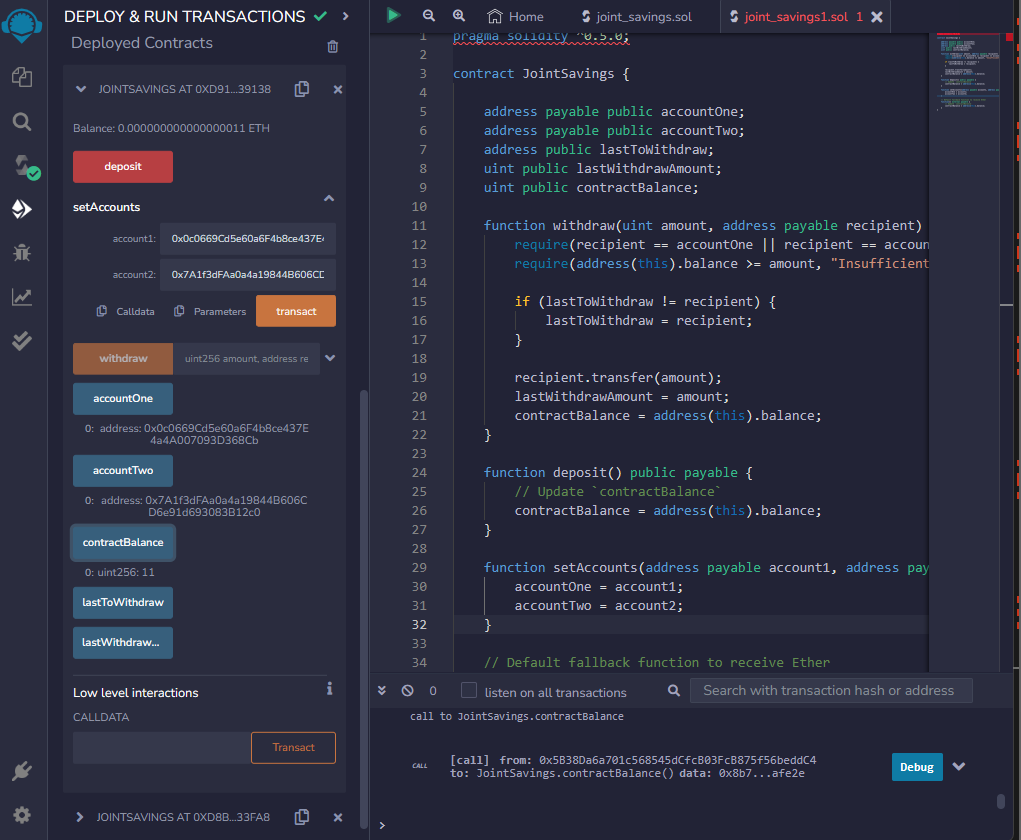 DEPLOY & RUN TRANSACTIONS
Deployed Contracts
JOINTSAVINGS AT 0XD91...39138
Balance: 0.000000000000000011 ETH
deposit
setAccounts
account1: 0x0c0669Cd5e60a6F4b8ce437E
account2: 0x7A1f3dFAa0a4a19844B606CD
Calldata Parameters transact
withdraw uint256 amount, address re
accountOne
0: address: 0x0c0669Cd5e60a6F4b8ce437E
4a4A007093D368Cb
accountTwo
0: address: 0x7A1f3dFAa0a4a19844B606C
D6e91d693083B12c0
contractBalance
0: uint256: 11
lastToWithdraw
lastWithdraw...
Low level interactions
CALLDATA
Transact
JOINTSAVINGS AT 0XD8B...33FA8
Home joint_savings.sol joint_savings1.sol 1
1 pragma solidity ^0.5.0;
2
3 contract JointSavings {
4
5 address payable public accountOne;
6 address payable public accountTwo;
7 address public lastToWithdraw;
8 uint public lastWithdrawAmount;
9 uint public contractBalance;
10
11 function withdraw(uint amount, address payable recipient)
12 require(recipient == accountOne || recipient == accoun
13 require(address(this).balance >= amount, "Insufficient
14
15 if (lastToWithdraw != recipient) {
16 lastToWithdraw = recipient;
17 }
18
19 recipient.transfer(amount);
20 lastWithdrawAmount = amount;
21 contractBalance = address(this).balance;
22 }
23
24 function deposit() public payable {
25 // Update `contractBalance`
26 contractBalance = address(this).balance;
27 }
28
29 function setAccounts(address payable account1, address pay
30 accountOne = account1;
31 accountTwo = account2;
32 }
33
34 // Default fallback function to receive Ether
0 listen on all transactions Search with transaction hash or address
call to JointSavings.contractBalance
CALL [call] from: 0x5B38Da6a701c568545dCfcB03FcB875f56beddC4
to: JointSavings.contractBalance() data: 0x8b7...afe2e
Debug
>